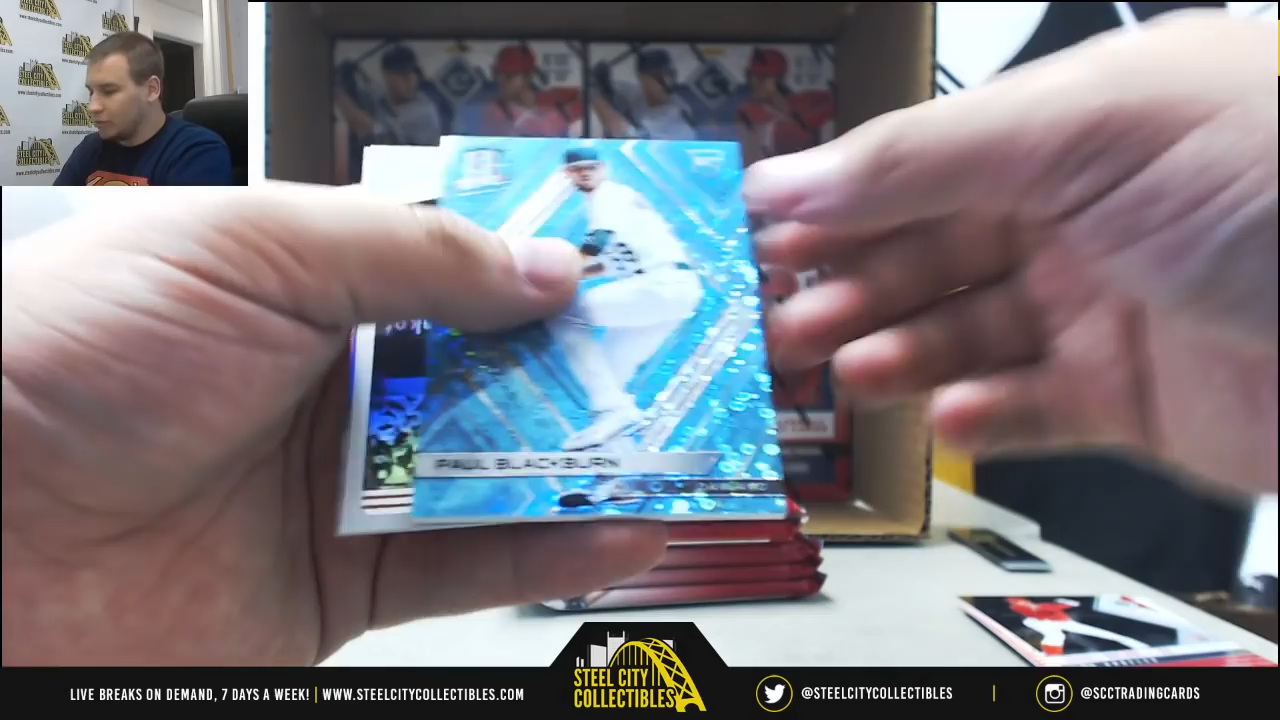 PAUL BLACKBURN
STEEL CITY
COLLECTIBLES
LIVE BREAKS ON DEMAND, 7 DAYS A WEEK! | WWW.STEELCITYCOLLECTIBLES.COM
@STEELCITYCOLLECTIBLES | @SCCTRADINGCARDS